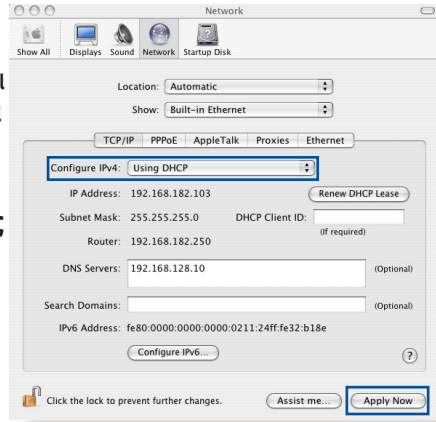 Network
Show All Displays Sound Network Startup Disk
Location: Automatic
Show: Built-in Ethernet
TCP/IP PPPoE AppleTalk Proxies Ethernet
Configure IPv4: Using DHCP
IP Address: 192.168.182.103 Renew DHCP Lease
Subnet Mask: 255.255.255.0 DHCP Client ID:
(If required)
Router: 192.168.182.250
DNS Servers: 192.168.128.10 (Optional)
Search Domains: (Optional)
IPv6 Address: fe80:0000:0000:0000:0211:24ff:fe32:b18e
Configure IPv6... ?
Click the lock to prevent further changes. Assist me... Apply Now